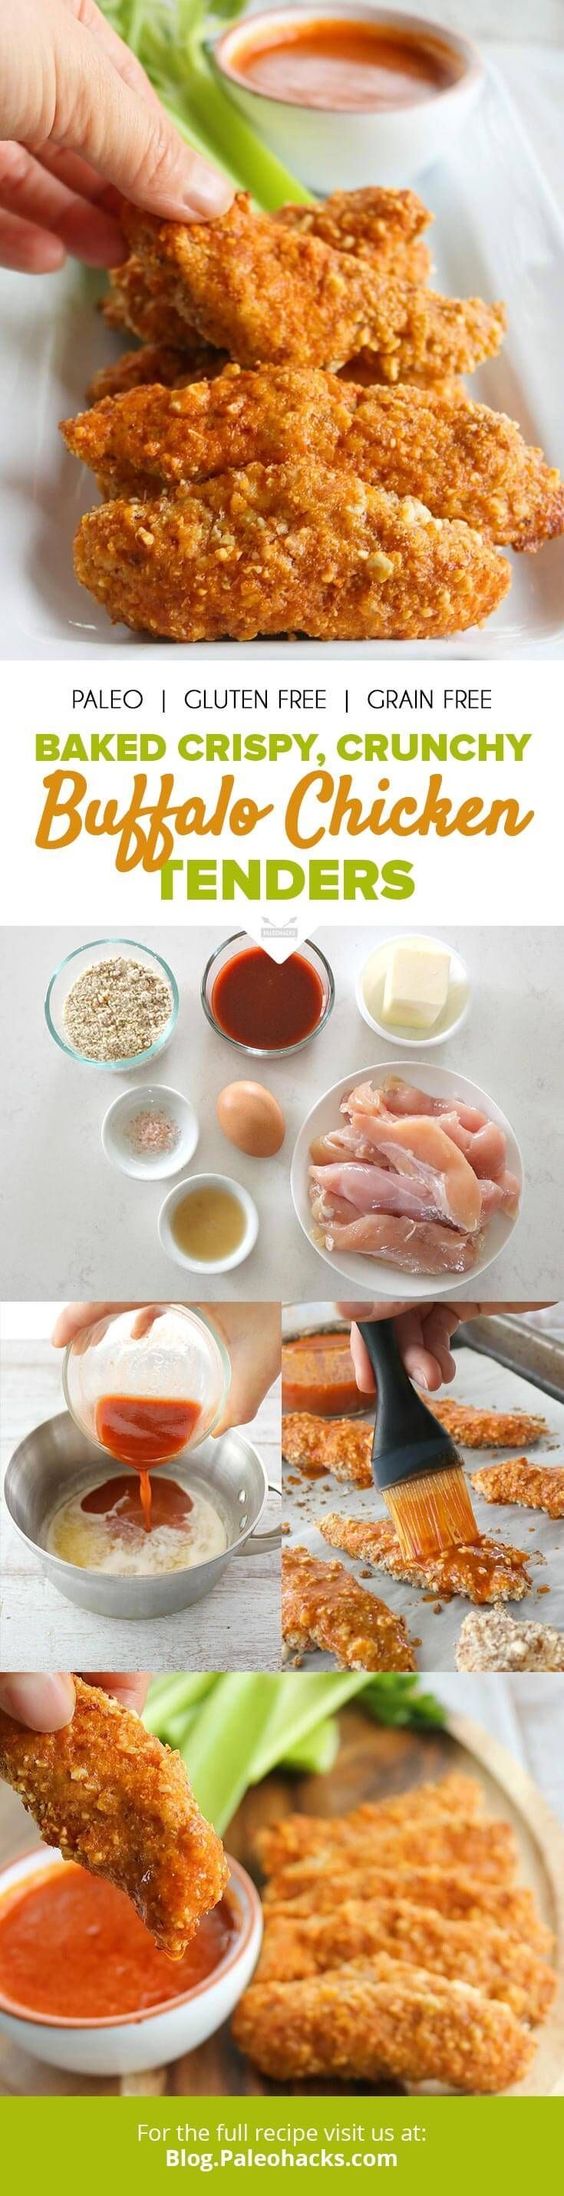 PALEO | GLUTEN FREE | GRAIN FREE
BAKED CRISPY, CRUNCHY
Buffalo Chicken
TENDERS
PALEOHACKS
For the full recipe visit us at:
Blog.Paleohacks.com